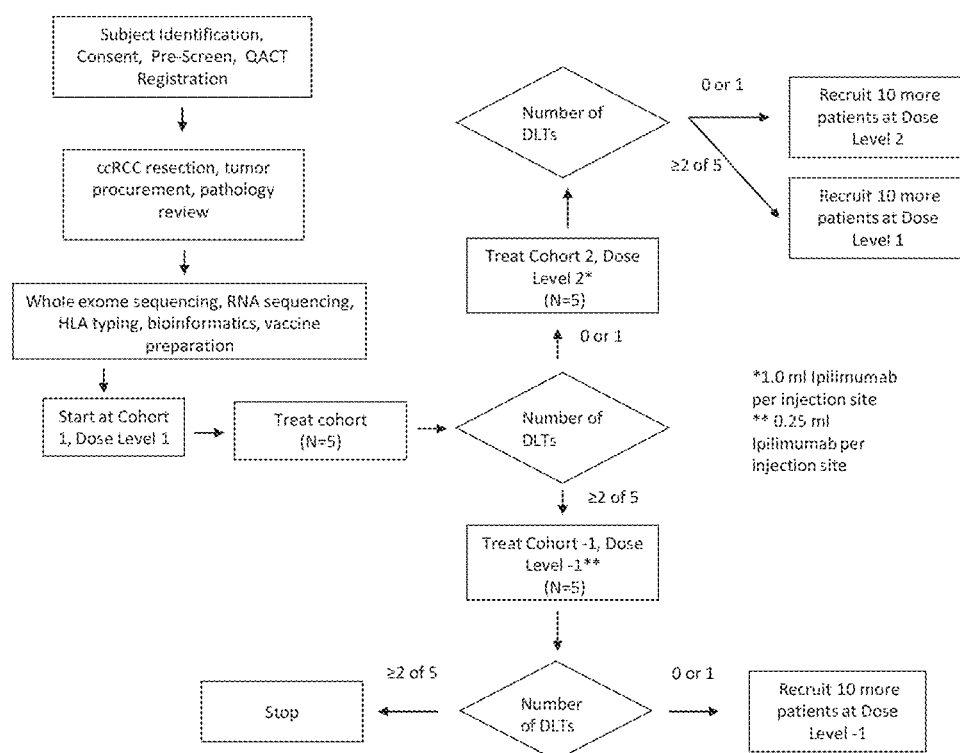 Subject Identification,
Consent, Pre-Screen, QACT
Registration
ccRCC resection, tumor
procurement, pathology
review
Whole exome sequencing, RNA sequencing,
HLA typing, bioinformatics, vaccine
preparation
Start at Cohort
1, Dose Level 1
Treat cohort
(N=5)
Number of
DLTs
0 or 1
Treat Cohort 2, Dose
Level 2*
(N=5)
Number of
DLTs
0 or 1
Recruit 10 more
patients at Dose
Level 2
≥2 of 5
Recruit 10 more
patients at Dose
Level 1
*1.0 ml Ipilimumab
per injection site
** 0.25 ml
Ipilimumab per
injection site
≥2 of 5
Treat Cohort -1, Dose
Level -1**
(N=5)
Number
of DLTs
≥2 of 5
Stop
0 or 1
Recruit 10 more
patients at Dose
Level -1